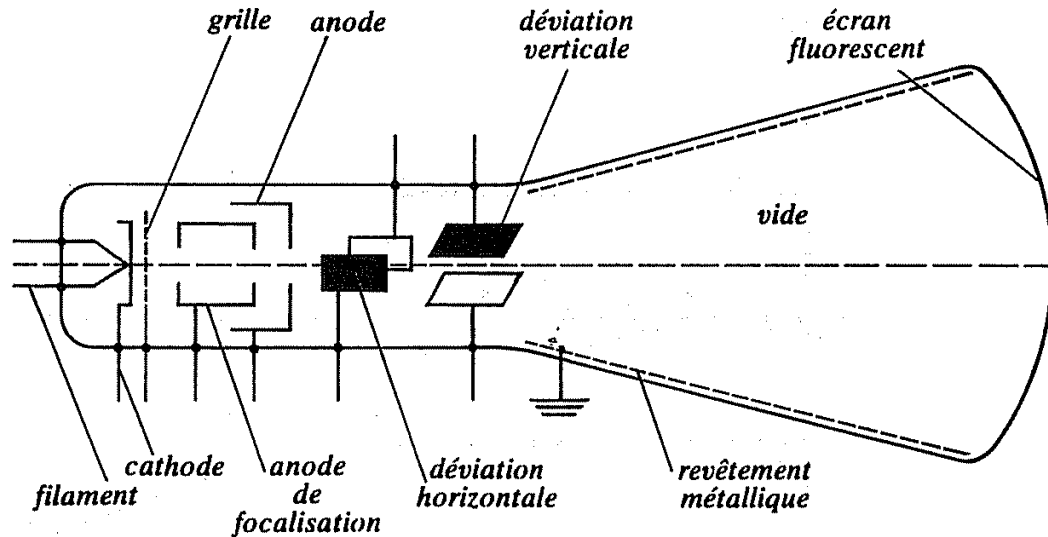 grille
anode
déviation
verticale
écran
fluorescent
vide
filament
cathode
anode
de
focalisation
déviation
horizontale
revêtement
métallique